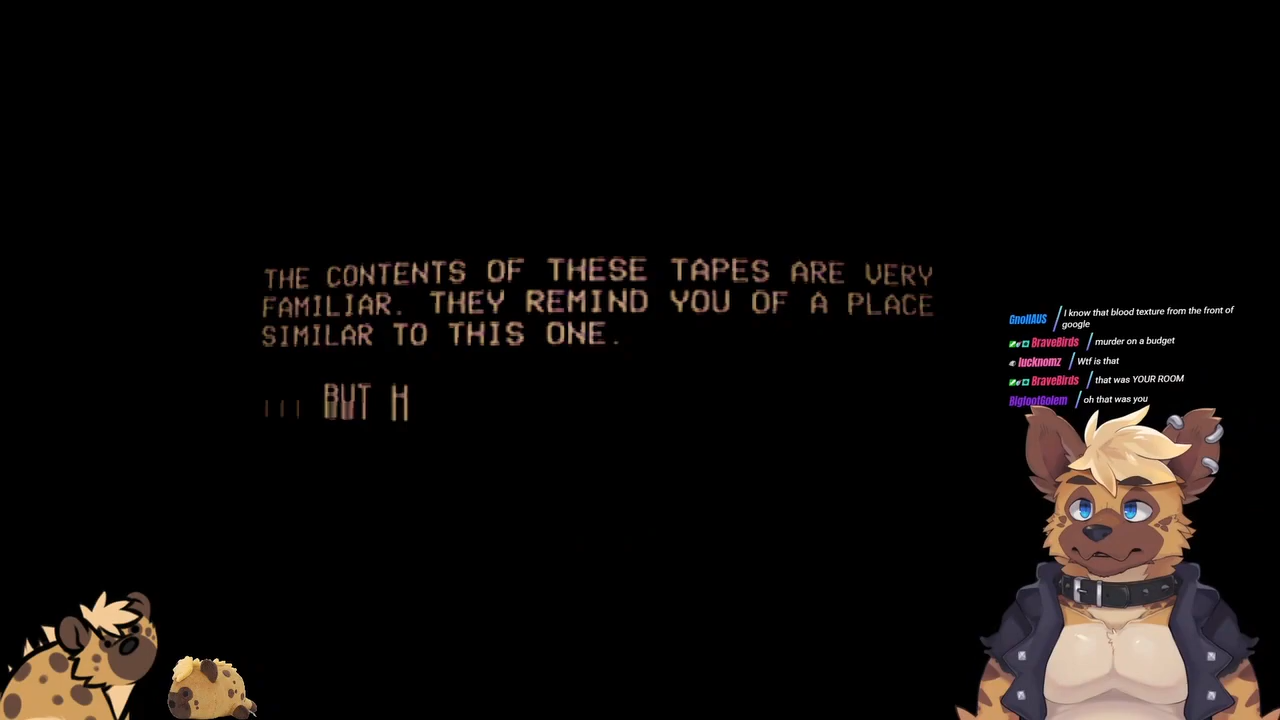 THE CONTENTS OF THESE TAPES ARE VERY
FAMILIAR. THEY REMIND YOU OF A PLACE
SIMILAR TO THIS ONE.
... BUT H
GnollAUS I know that blood texture from the front of
google
BraveBirds murder on a budget
lucknomz Wtf is that
BraveBirds that was YOUR ROOM
BigfootGolem oh that was you